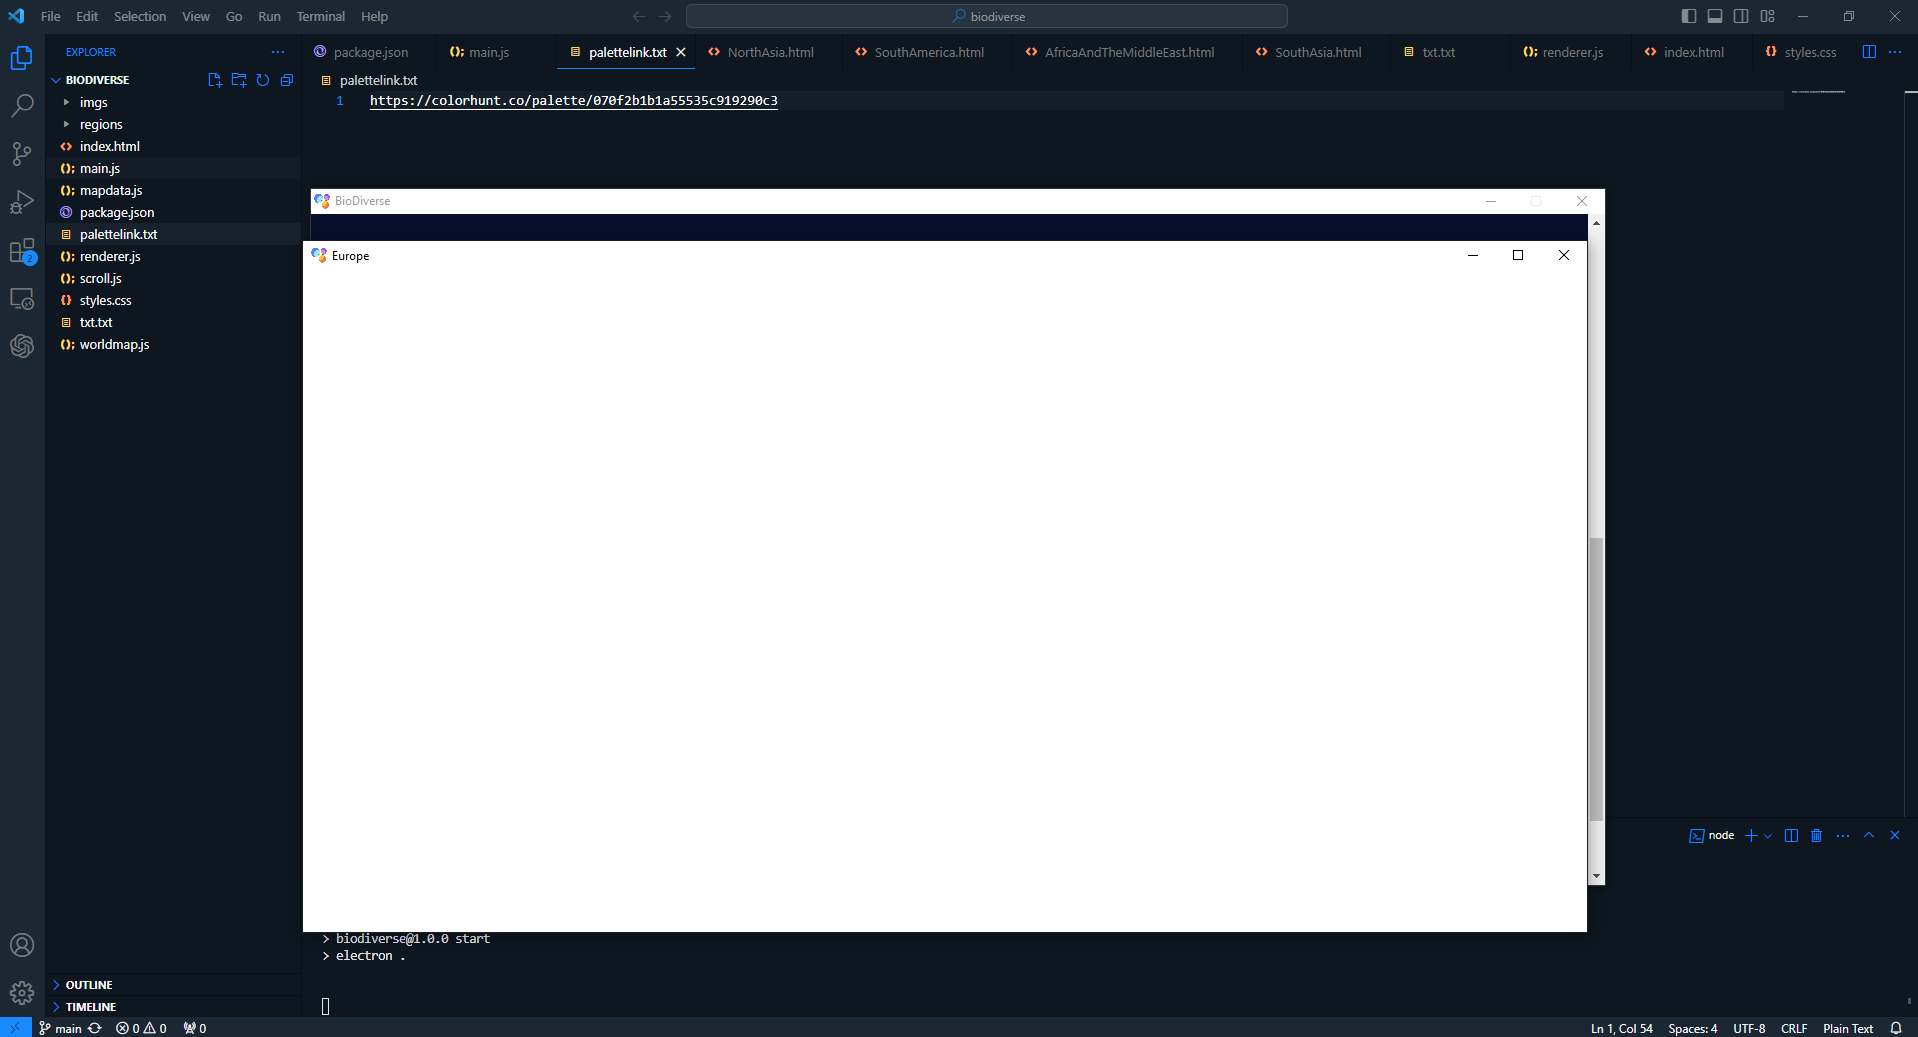 File Edit Selection View Go Run Terminal Help
biodiverse
EXPLORER
package.json
main.js
palettelink.txt
NorthAsia.html
SouthAmerica.html
AfricaAndTheMiddleEast.html
SouthAsia.html
txt.txt
renderer.js
index.html
styles.css
BIODIVERSE
imgs
regions
index.html
main.js
mapdata.js
package.json
palettelink.txt
renderer.js
scroll.js
styles.css
txt.txt
worldmap.js
2
palettelink.txt
1 https://colorhunt.co/palette/070f2b1b1a55535c919290c3
BioDiverse
Europe
node
> biodiverse@1.0.0 start
> electron .
OUTLINE
TIMELINE
main 0 0 0
Ln 1, Col 54 Spaces: 4 UTF-8 CRLF Plain Text